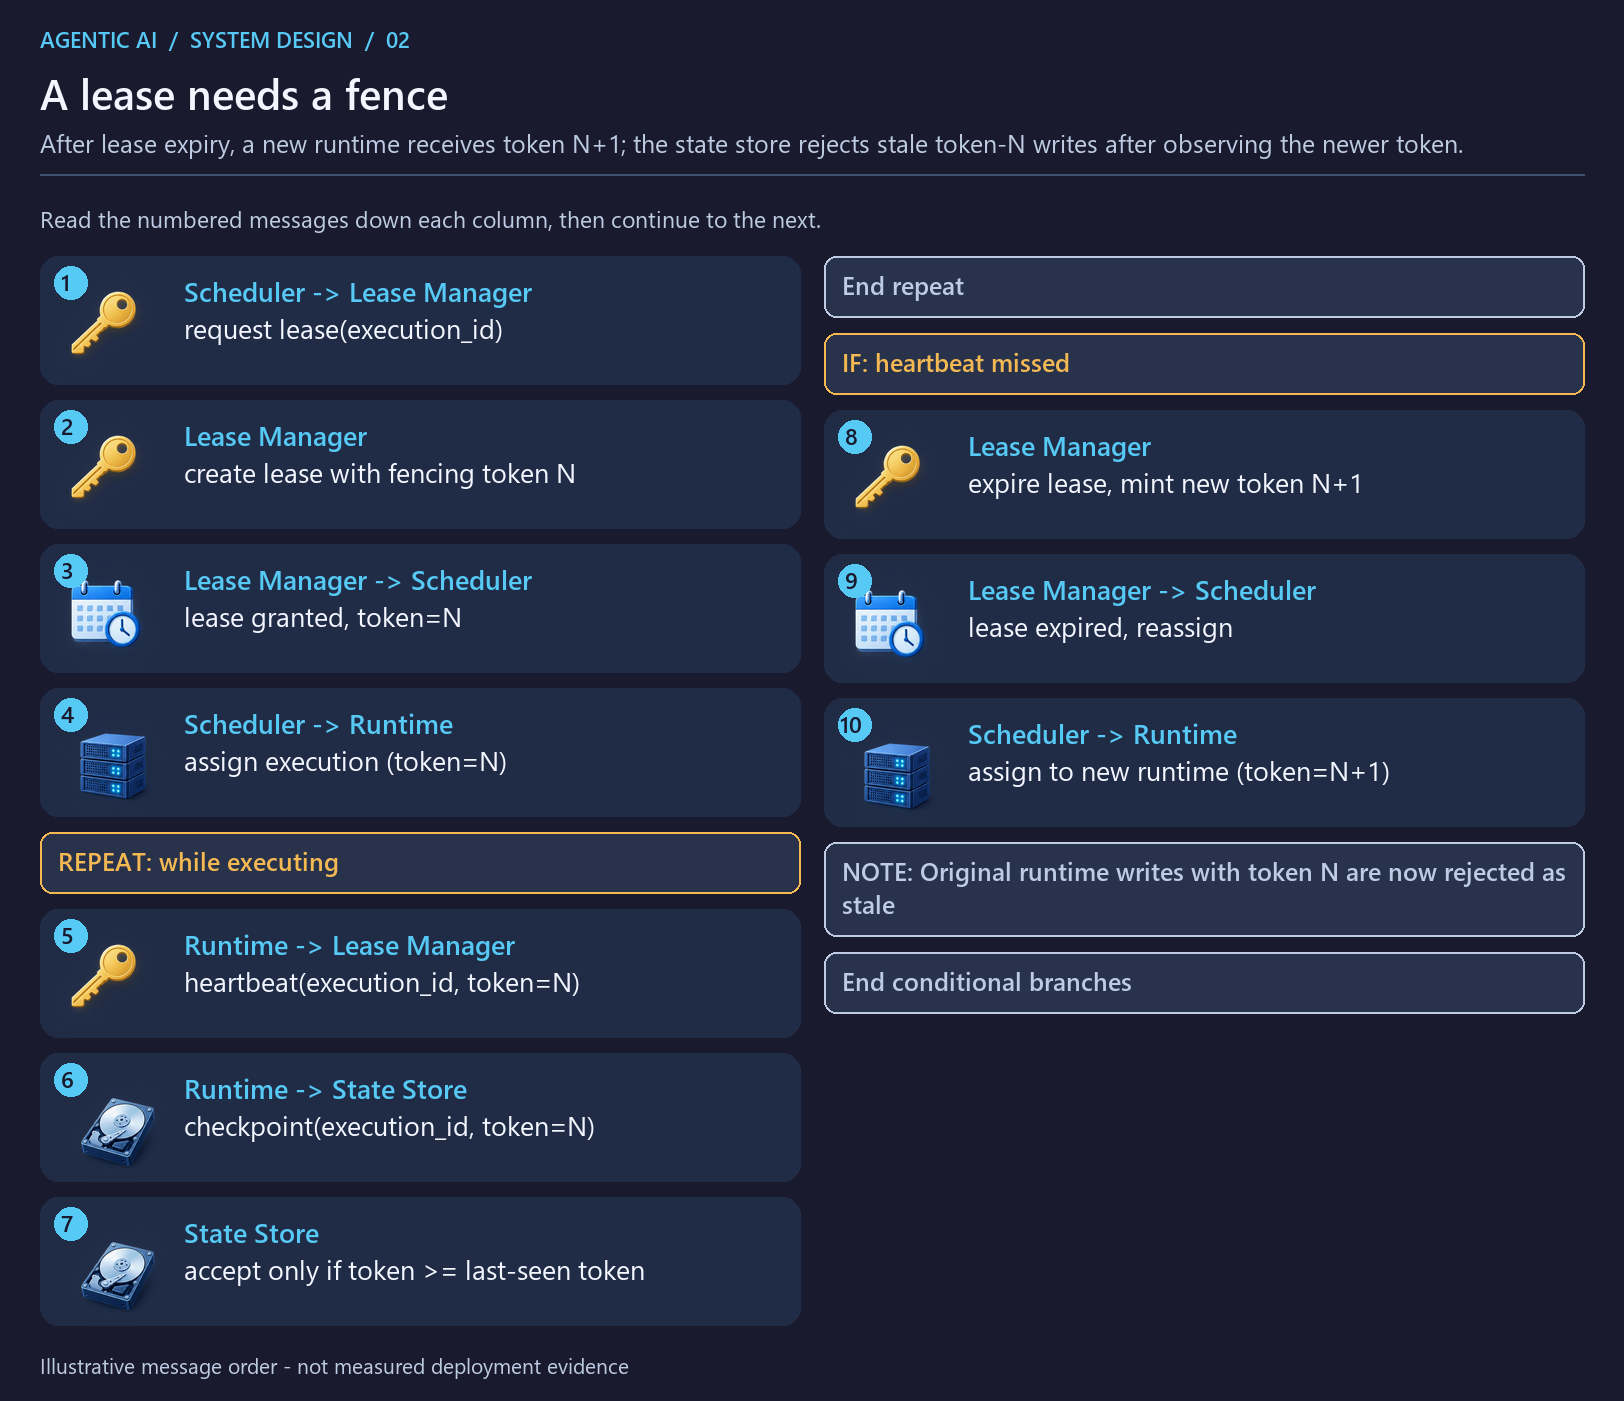 AGENTIC AI / SYSTEM DESIGN / 02
A lease needs a fence
After lease expiry, a new runtime receives token N+1; the state store rejects stale token-N writes after observing the newer token.
Read the numbered messages down each column, then continue to the next.
1
Scheduler -> Lease Manager
request lease(execution_id)
2
Lease Manager
create lease with fencing token N
3
Lease Manager -> Scheduler
lease granted, token=N
4
Scheduler -> Runtime
assign execution (token=N)
REPEAT: while executing
5
Runtime -> Lease Manager
heartbeat(execution_id, token=N)
6
Runtime -> State Store
checkpoint(execution_id, token=N)
7
State Store
accept only if token >= last-seen token
End repeat
IF: heartbeat missed
8
Lease Manager
expire lease, mint new token N+1
9
Lease Manager -> Scheduler
lease expired, reassign
10
Scheduler -> Runtime
assign to new runtime (token=N+1)
NOTE: Original runtime writes with token N are now rejected as
stale
End conditional branches
Illustrative message order - not measured deployment evidence